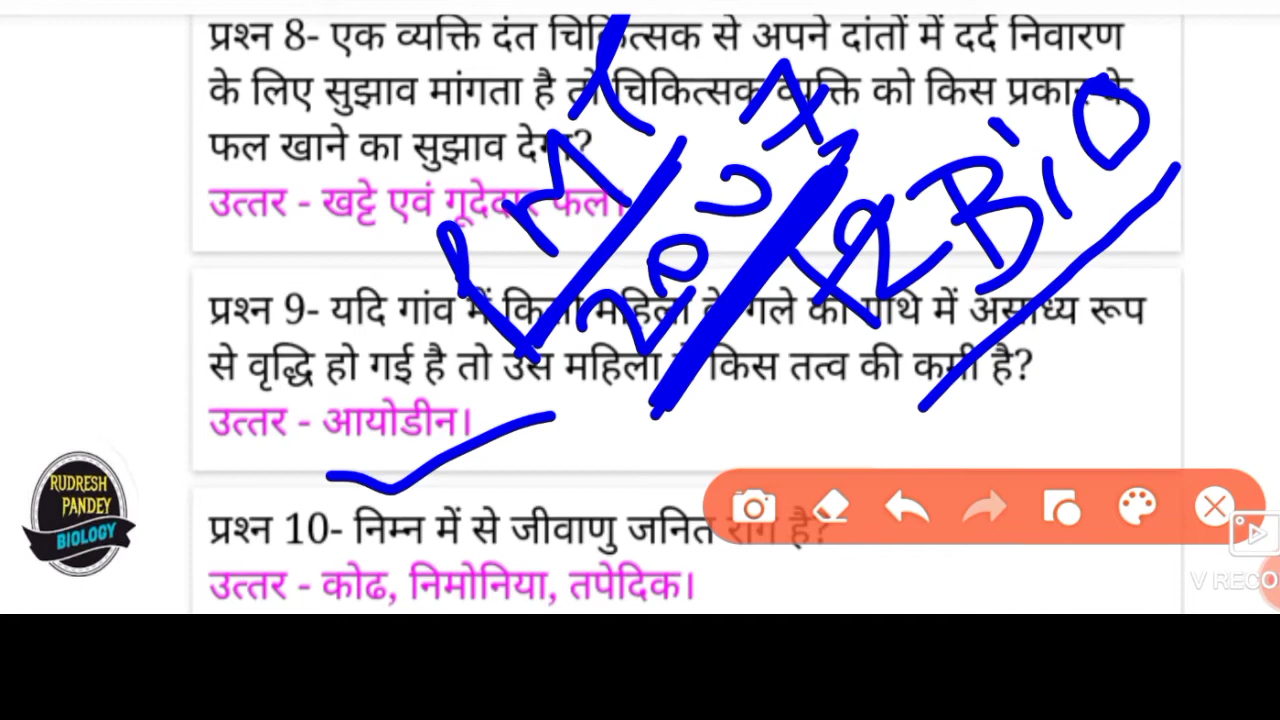 प्रश्न 8- एक व्यक्ति दंत चिकित्सक से अपने दांतों में दर्द निवारण
के लिए सुझाव मांगता है तो चिकित्सक व्यक्ति को किस प्रकार के
फल खाने का सुझाव देगा?
उत्तर - खट्टे एवं गूदेदार फल।
प्रश्न 9- यदि गांव में किसी महिला के गले की ग्रंथि में असाध्य रूप
से वृद्धि हो गई है तो उस महिला में किस तत्व की कमी है?
उत्तर - आयोडीन।
प्रश्न 10- निम्न में से जीवाणु जनित रोग है?
उत्तर - कोढ, निमोनिया, तपेदिक।
RUDRESH
PANDEY
BIOLOGY
V RECO